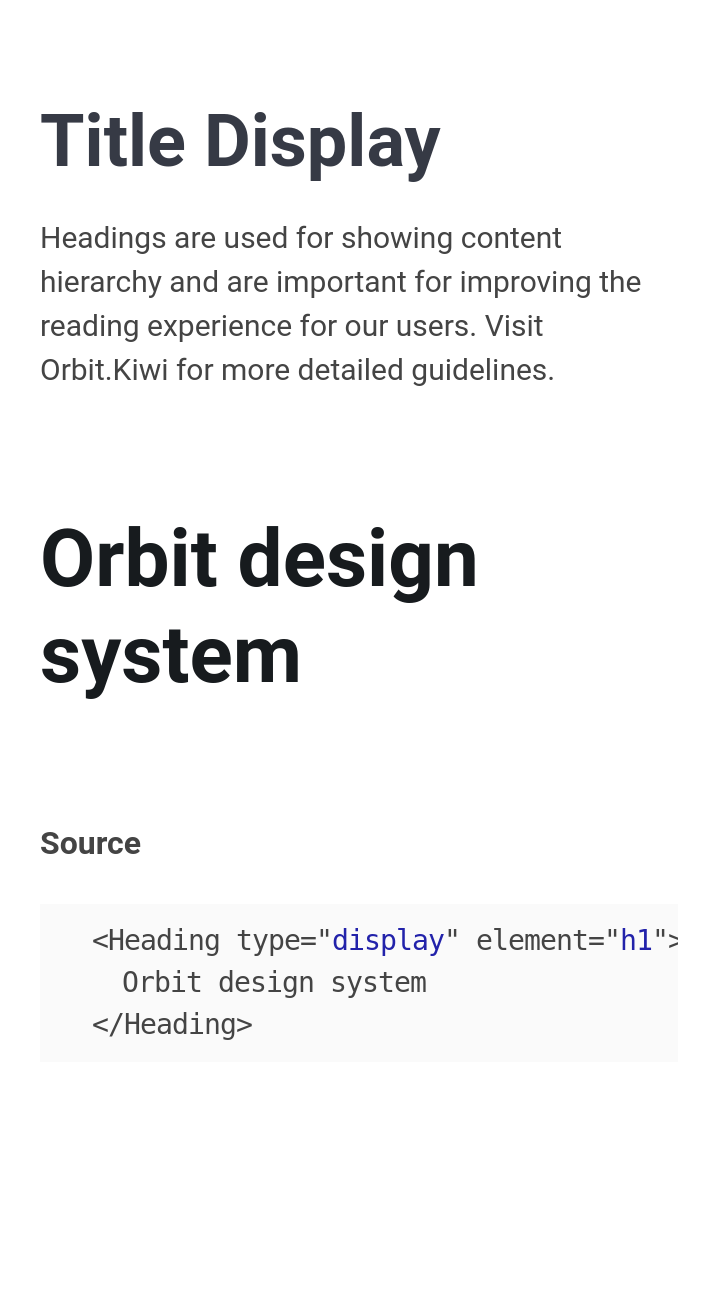 Title Display
Headings are used for showing content
hierarchy and are important for improving the
reading experience for our users. Visit
Orbit.Kiwi for more detailed guidelines.
Orbit design
system
Source
<Heading type="display" element="h1">
  Orbit design system
</Heading>